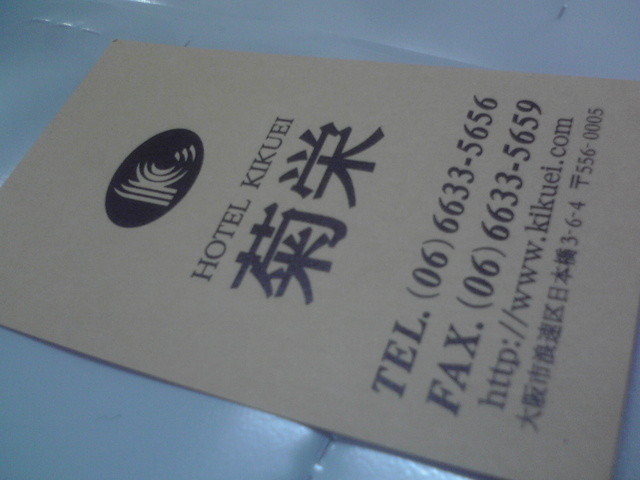 HOTEL KIKUEI
菊栄
TEL. (06) 6633-5656
FAX. (06) 6633-5659
http://www.kikuei.com
大阪市浪速区日本橋3-6-4 〒556-0005